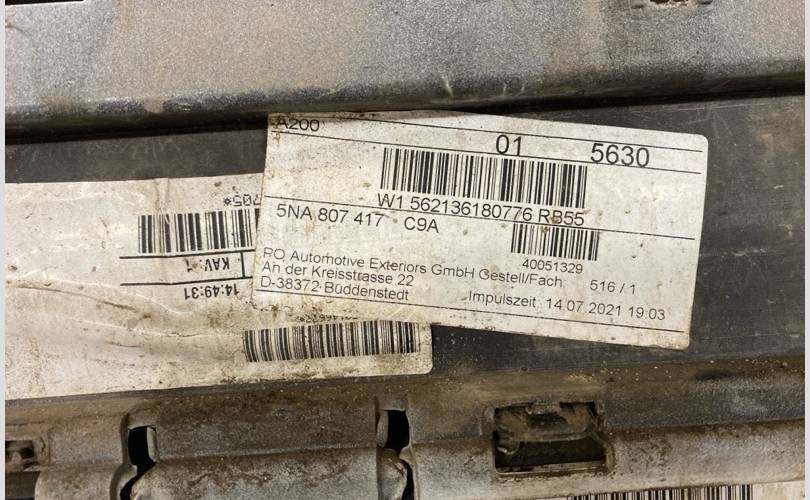 A200
01 5630
W1 562136180776 RB55
5NA 807 417 C9A
40051329
PO Automotive Exteriors GmbH Gestell/Fach 516 / 1
An der Kreisstrasse 22
D-38372 Büddenstedt Impulszeit 14.07.2021 19:03
705*
KAV:
14:49:31